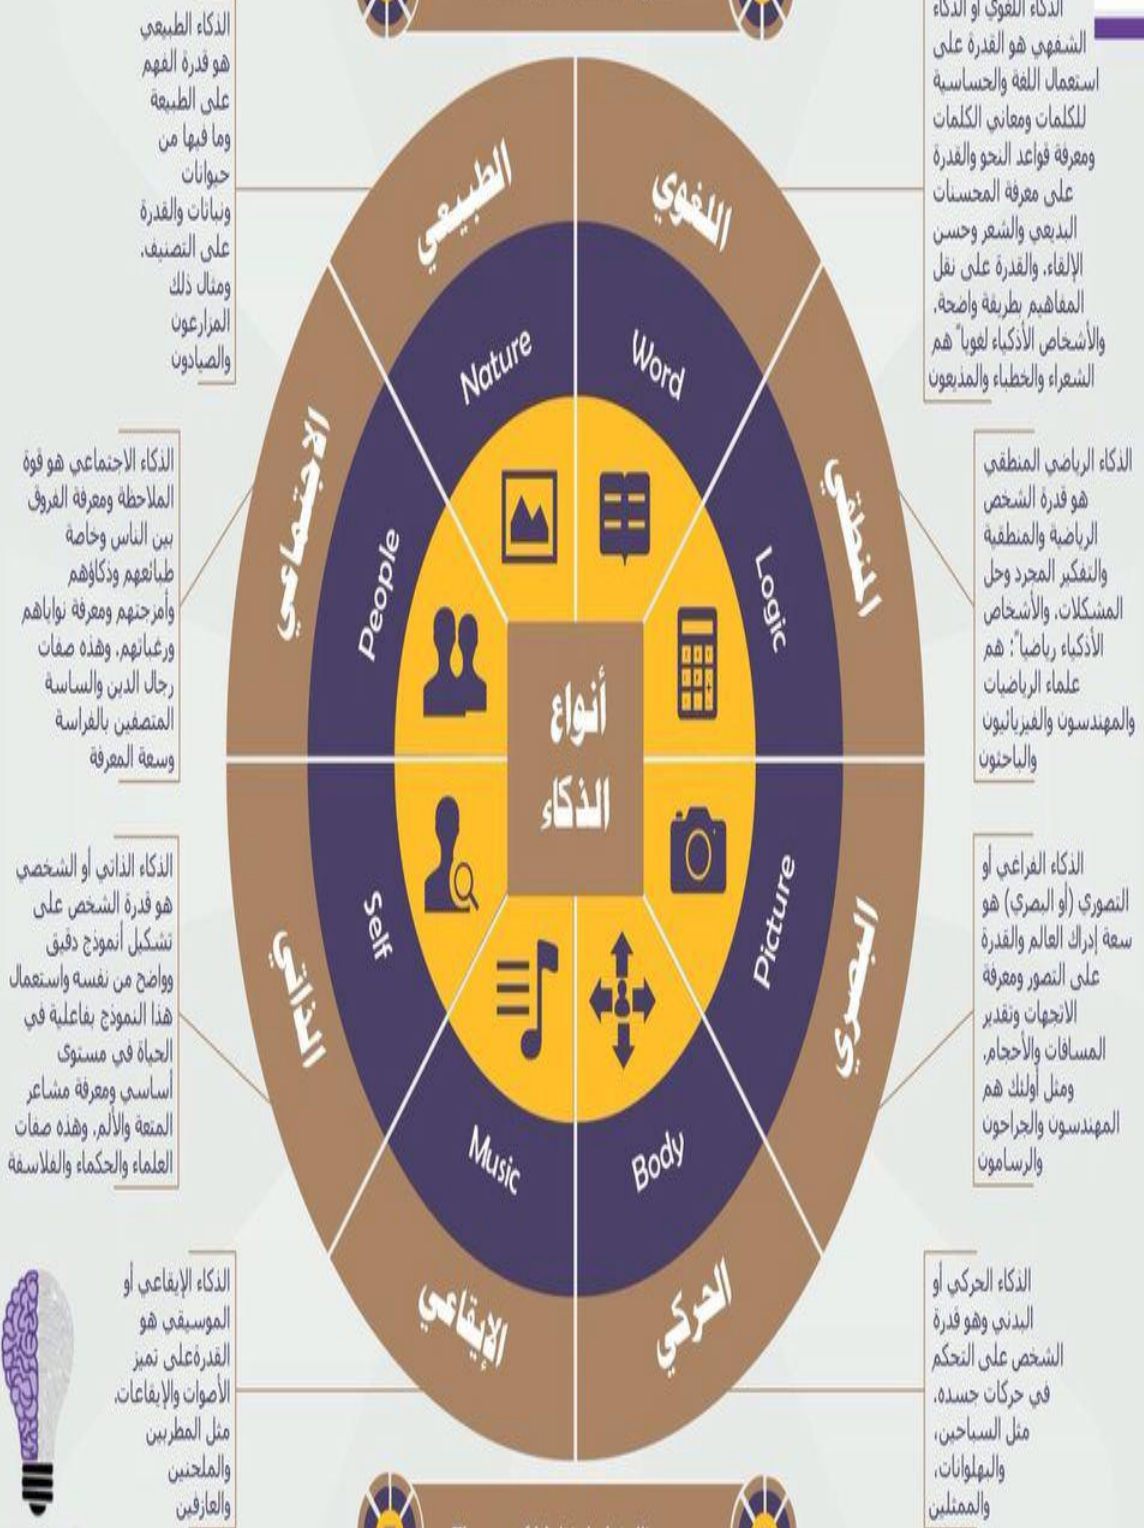 الذكاء اللغوي أو الذكاء
الشفهي هو القدرة على
استعمال اللغة والحساسية
للكلمات ومعاني الكلمات
ومعرفة قواعد النحو والقدرة
على معرفة المحسنات
البديعي والشعر وحسن
الإلقاء. والقدرة على نقل
المفاهيم بطريقة واضحة.
والأشخاص الأذكياء لغوياً هم
الشعراء والخطباء والمذيعون
الذكاء الطبيعي
هو قدرة الفهم
على الطبيعة
وما فيها من
حيوانات
ونباتات والقدرة
على التصنيف.
ومثال ذلك
المزارعون
والصيادون
اللغوي
الطبيعي
Word
Nature
الذكاء الرياضي المنطقي
هو قدرة الشخص
الرياضية والمنطقية
والتفكير المجرد وحل
المشكلات. والأشخاص
الأذكياء رياضياً: هم
علماء الرياضيات
والمهندسون والفيزيائيون
والباحثون
المنطقي
Logic
الاجتماعي
People
الذكاء الاجتماعي هو قوة
الملاحظة ومعرفة الفروق
بين الناس وخاصة
طبائعهم وذكاؤهم
وأمزجتهم ومعرفة نواياهم
ورغباتهم. وهذه صفات
رجال الدين والساسة
المتصفين بالفراسة
وسعة المعرفة
أنواع
الذكاء
الذكاء الفراغي أو
التصوري (أو البصري) هو
سعة إدراك العالم والقدرة
على التصور ومعرفة
الاتجهات وتقدير
المسافات والأحجام.
ومثل أولئك هم
المهندسون والجراحون
والرسامون
البصري
Picture
الذاتي
Self
الذكاء الذاتي أو الشخصي
هو قدرة الشخص على
تشكيل أنموذج دقيق
وواضح من نفسه واستعمال
هذا النموذج بفاعلية في
الحياة في مستوى
أساسي ومعرفة مشاعر
المتعة والألم. وهذه صفات
العلماء والحكماء والفلاسفة
Body
Music
الحركي
الإيقاعي
الذكاء الحركي أو
البدني وهو قدرة
الشخص على التحكم
في حركات جسده.
مثل السباحين،
والبهلوانات،
والممثلين
الذكاء الإيقاعي أو
الموسيقي هو
القدرةعلى تميز
الأصوات والإيقاعات.
مثل المطربين
والملحنين
والعازفين